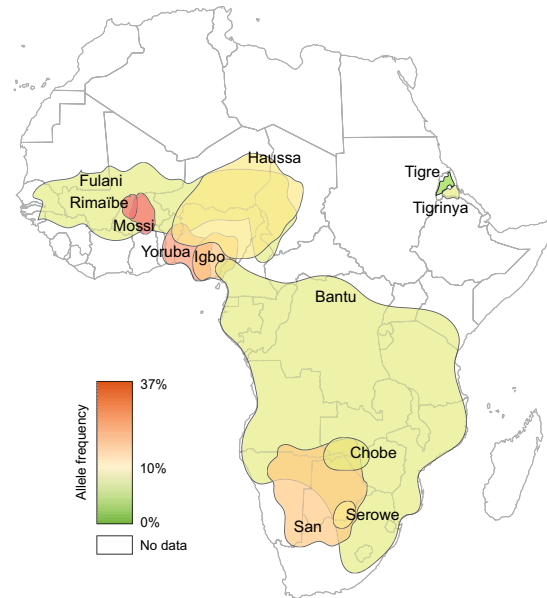 Haussa
Tigre
Fulani
Rimaïbe
Tigrinya
Mossi
Yoruba
Igbo
Bantu
37%
Allele frequency
10%
Chobe
Serowe
San
0%
No data